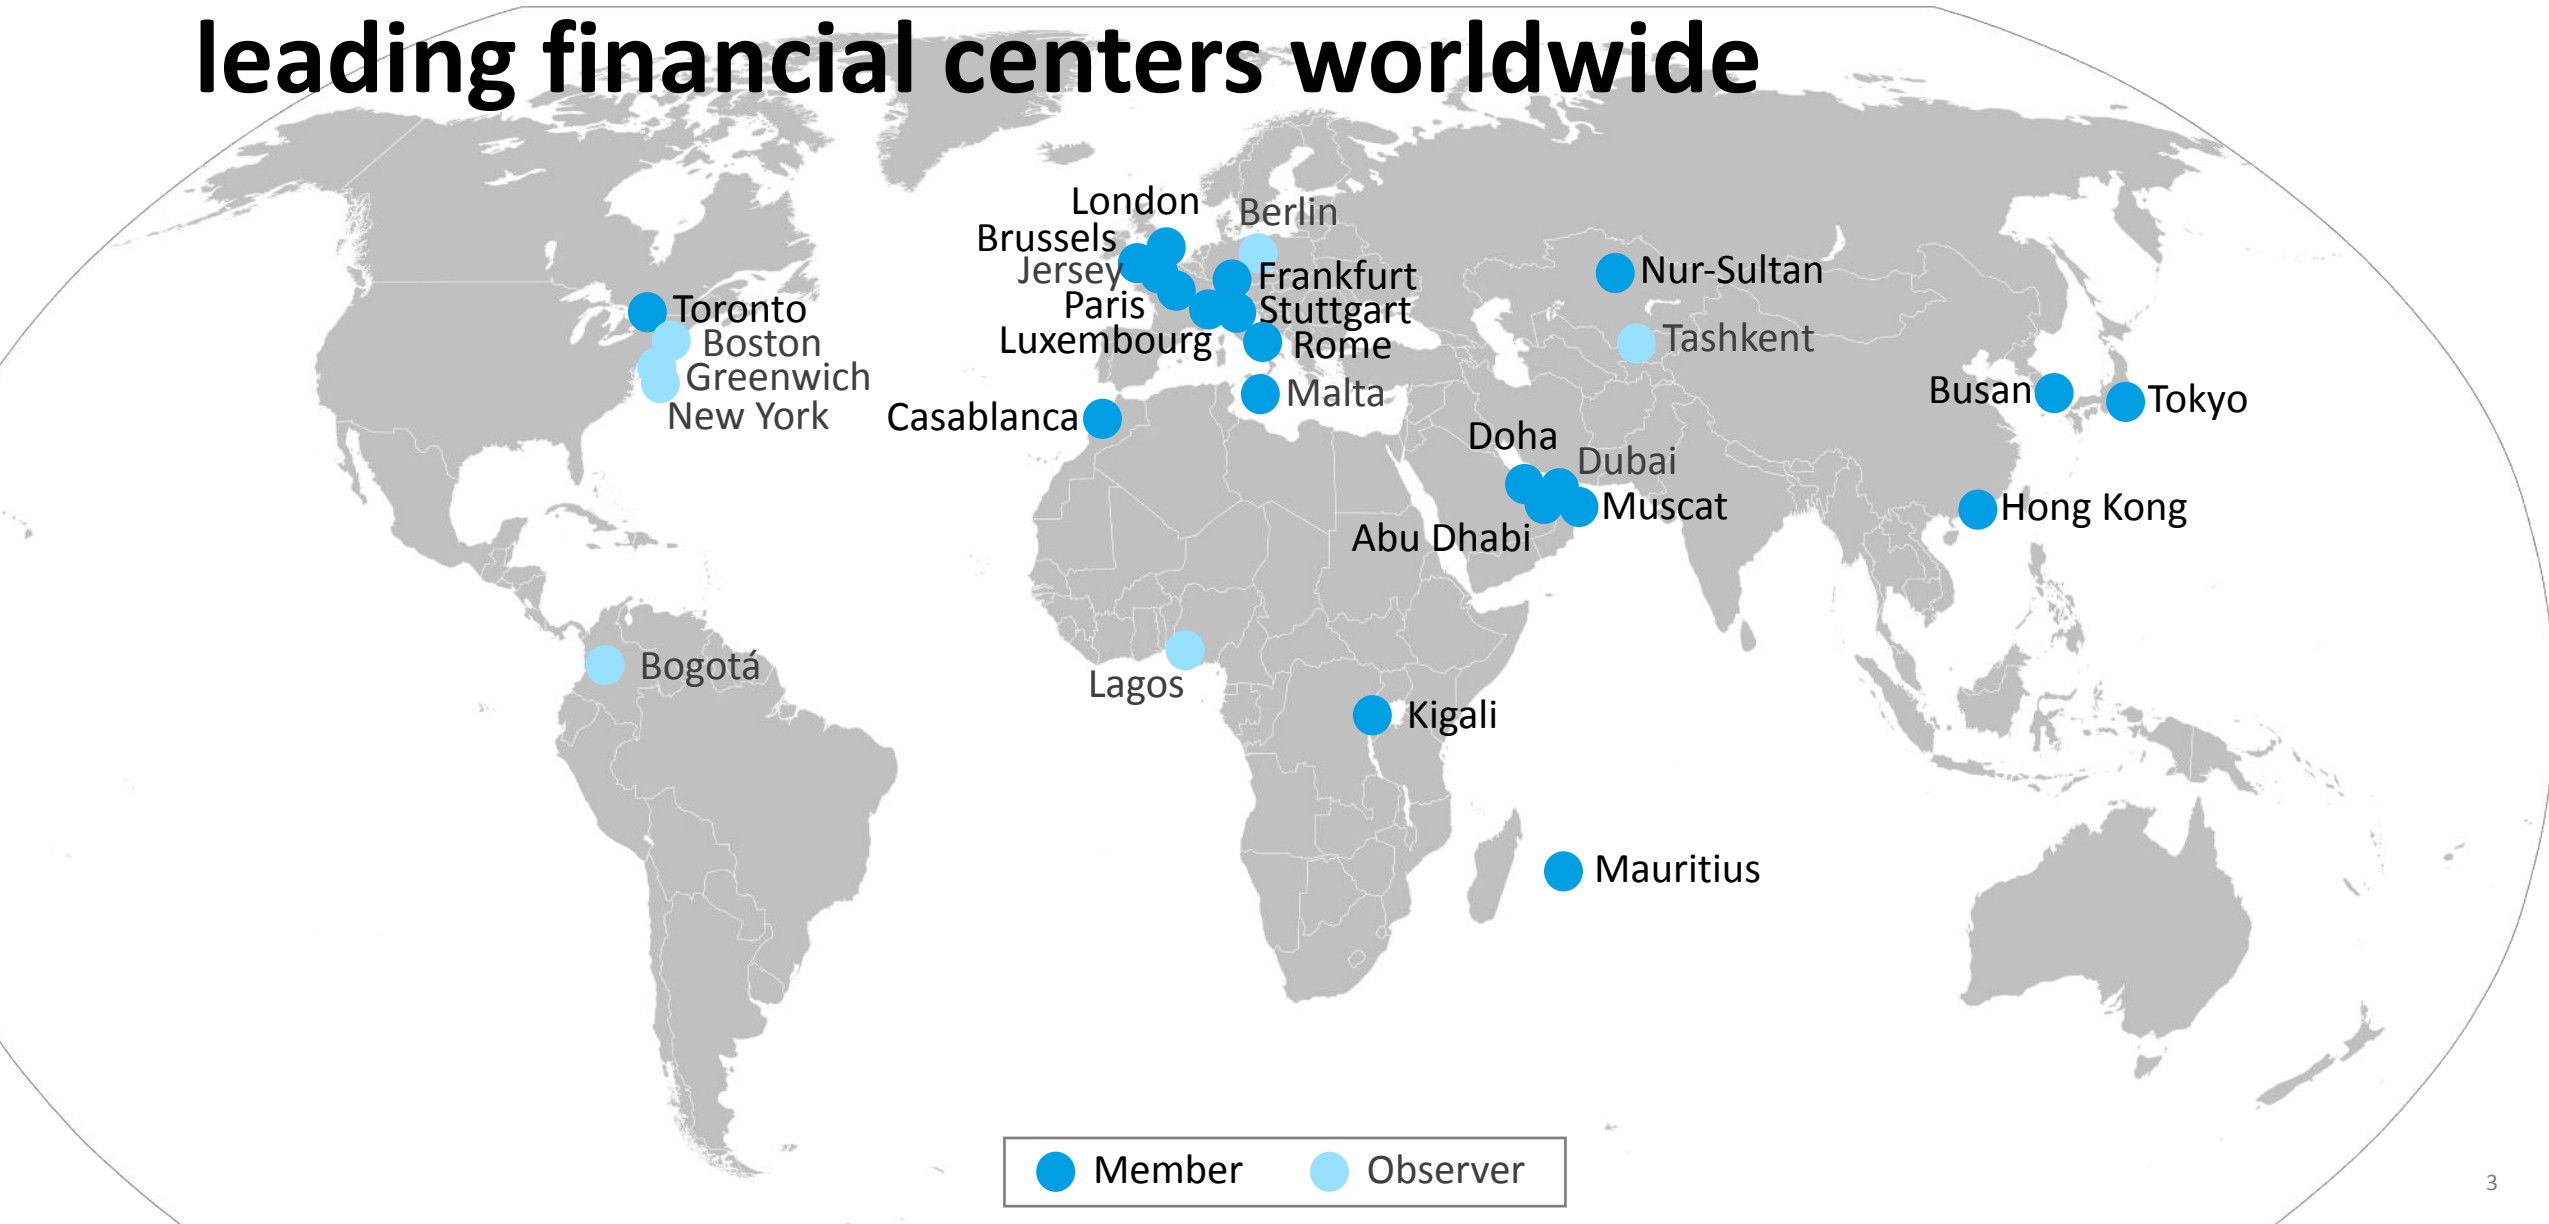 leading financial centers worldwide
London
Berlin
Brussels
Jersey
Frankfurt
Nur-Sultan
Paris
Stuttgart
Toronto
Boston
Luxembourg
Rome
Tashkent
Greenwich
New York
Casablanca
Malta
Busan
Tokyo
Doha
Dubai
Muscat
Abu Dhabi
Hong Kong
Bogotá
Lagos
Kigali
Mauritius
Member
Observer
3